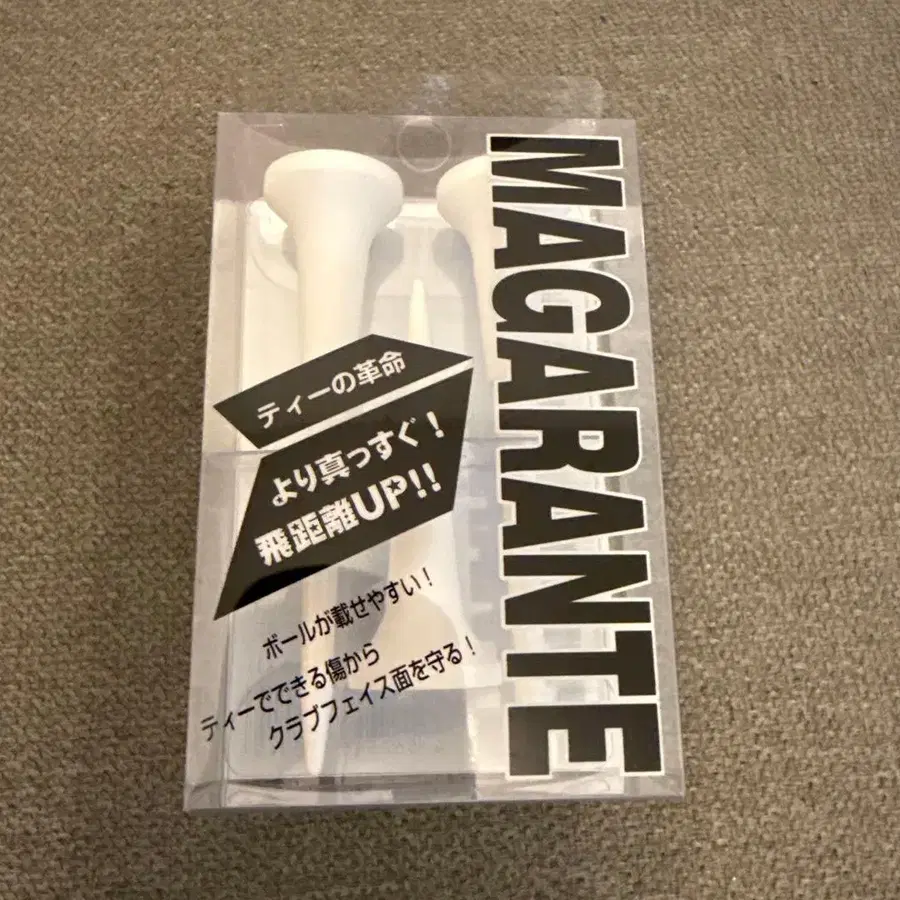 MAGARANTE
ティーの革命
より真っすぐ！
飛距離UP!!
ボールが載せやすい！
ティーでできる傷から
クラブフェイス面を守る！